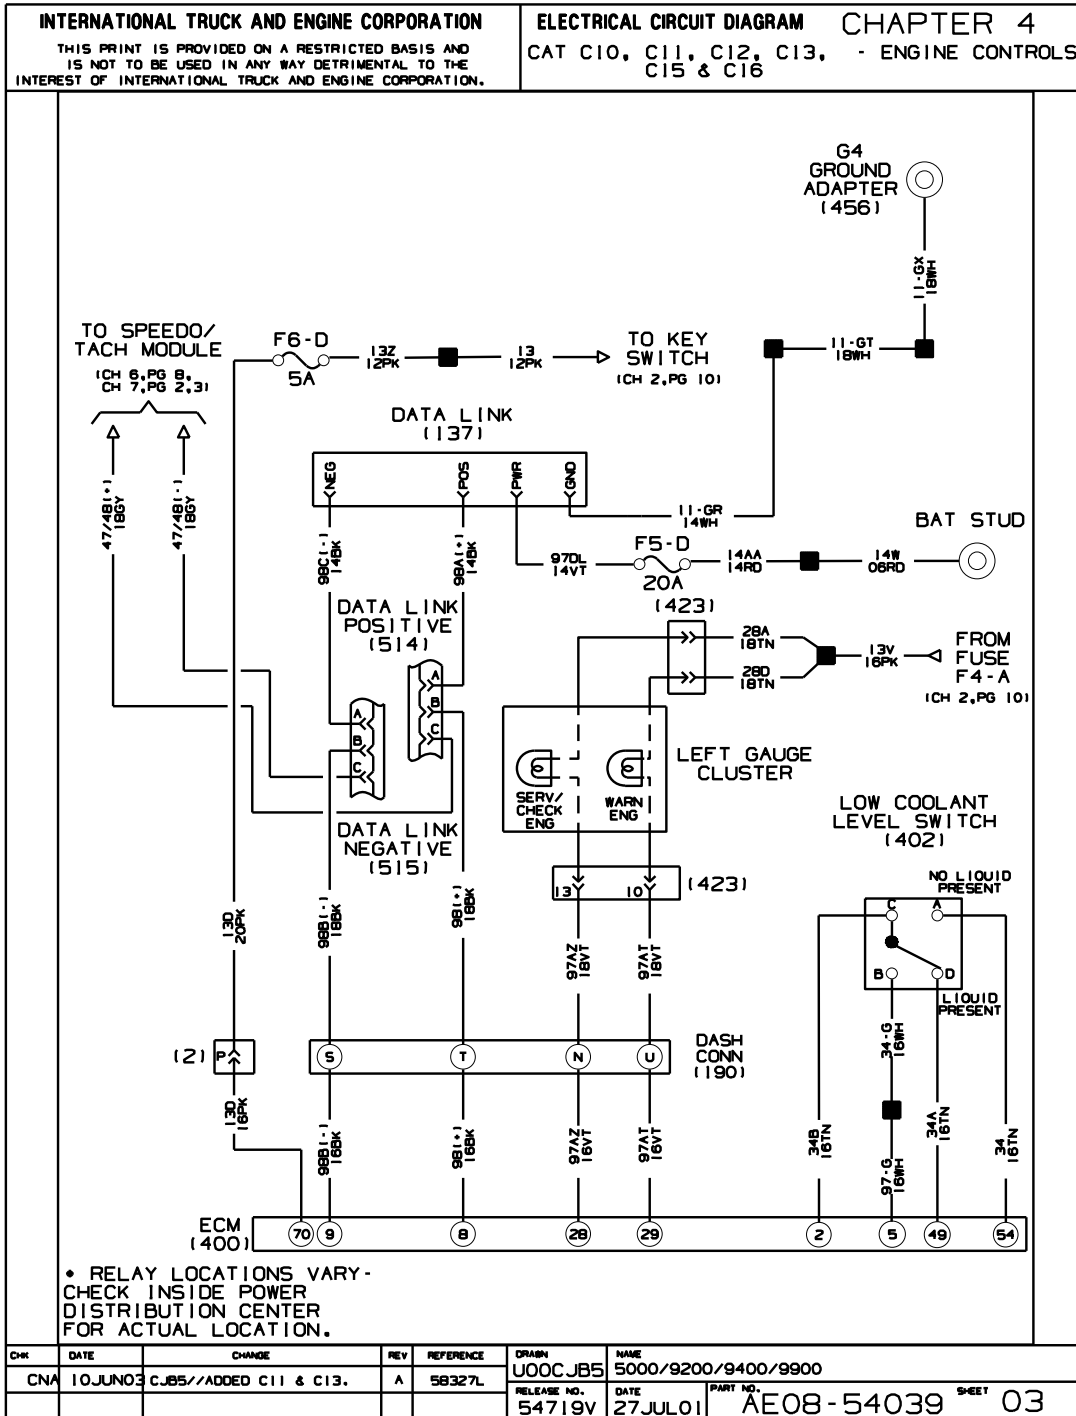 INTERNATIONAL TRUCK AND ENGINE CORPORATION
THIS PRINT IS PROVIDED ON A RESTRICTED BASIS AND
IS NOT TO BE USED IN ANY WAY DETRIMENTAL TO THE
INTEREST OF INTERNATIONAL TRUCK AND ENGINE CORPORATION.
ELECTRICAL CIRCUIT DIAGRAM
CAT C10, C11, C12, C13,
C15 & C16
CHAPTER 4
- ENGINE CONTROLS
G4
GROUND
ADAPTER
(456)
11-GX
18WH
TO SPEEDO/
TACH MODULE
(CH 6,PG 8,
CH 7,PG 2,3)
F6-D
5A
13Z
12PK
13
12PK
TO KEY
SWITCH
(CH 2,PG 10)
11-GT
18WH
DATA LINK
(137)
NEG
POS
PWR
GND
47/48(+)
18GY
47/48(-)
18GY
11-GR
14WH
BAT STUD
98C(-)
14BK
98A(+)
14BK
97DL
14VT
F5-D
20A
14AA
14RD
14W
06RD
(423)
DATA LINK
POSITIVE
(514)
28A
18TN
28D
18TN
13V
16PK
FROM
FUSE
F4-A
(CH 2,PG 10)
A
B
C
A
B
C
LEFT GAUGE
CLUSTER
SERV/
CHECK
ENG
WARN
ENG
DATA LINK
NEGATIVE
(515)
LOW COOLANT
LEVEL SWITCH
(402)
13
10
(423)
NO LIQUID
PRESENT
C
A
B
D
LIQUID
PRESENT
13D
20PK
98B(-)
18BK
98(+)
18BK
97AZ
18VT
97AT
18VT
34-G
16WH
(2)
P
S
T
N
U
DASH
CONN
(190)
13D
16PK
98B(-)
16BK
98(+)
16BK
97AZ
16VT
97AT
16VT
34B
16TN
97-G
16WH
34A
16TN
34
16TN
ECM
(400)
70
9
8
28
29
2
5
49
54
• RELAY LOCATIONS VARY-
CHECK INSIDE POWER
DISTRIBUTION CENTER
FOR ACTUAL LOCATION.
CHK
DATE
CHANGE
REV
REFERENCE
CNA
10JUN03
CJB5//ADDED C11 & C13.
A
58327L
DRAWN
U00CJB5
NAME
5000/9200/9400/9900
RELEASE NO.
54719V
DATE
27JUL01
PART NO.
AE08-54039
SHEET
03